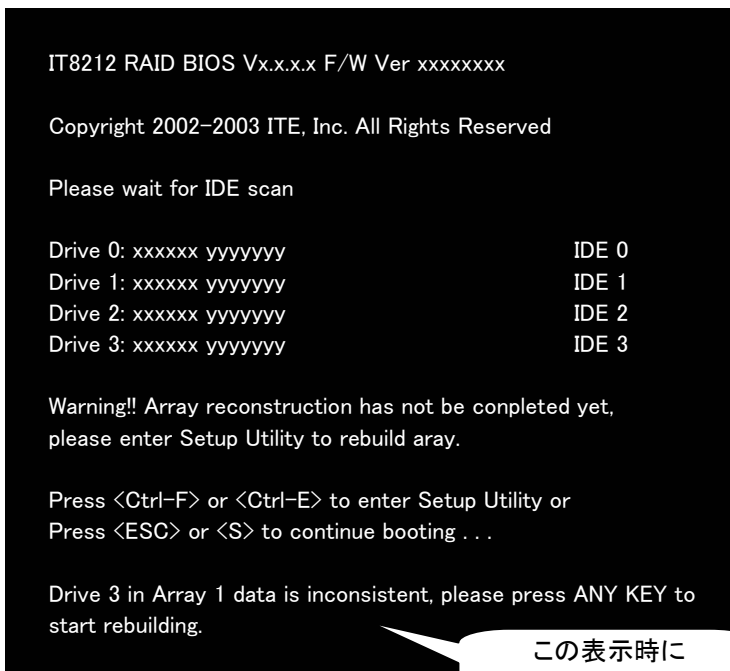 IT8212 RAID BIOS Vx.x.x.x F/W Ver xxxxxxxx
Copyright 2002-2003 ITE, Inc. All Rights Reserved
Please wait for IDE scan
Drive 0: xxxxxx yyyyyyy IDE 0
Drive 1: xxxxxx yyyyyyy IDE 1
Drive 2: xxxxxx yyyyyyy IDE 2
Drive 3: xxxxxx yyyyyyy IDE 3
Warning!! Array reconstruction has not be conpleted yet,
please enter Setup Utility to rebuild aray.
Press <Ctrl-F> or <Ctrl-E> to enter Setup Utility or
Press <ESC> or <S> to continue booting . . .
Drive 3 in Array 1 data is inconsistent, please press ANY KEY to
start rebuilding.
この表示時に